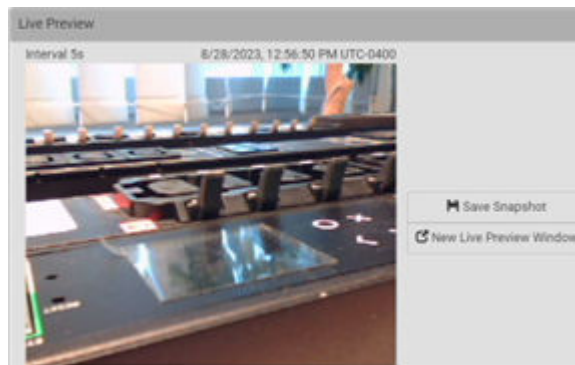 Live Preview
Interval 5s
8/28/2023, 12:56:50 PM UTC-0400
Save Snapshot
New Live Preview Window